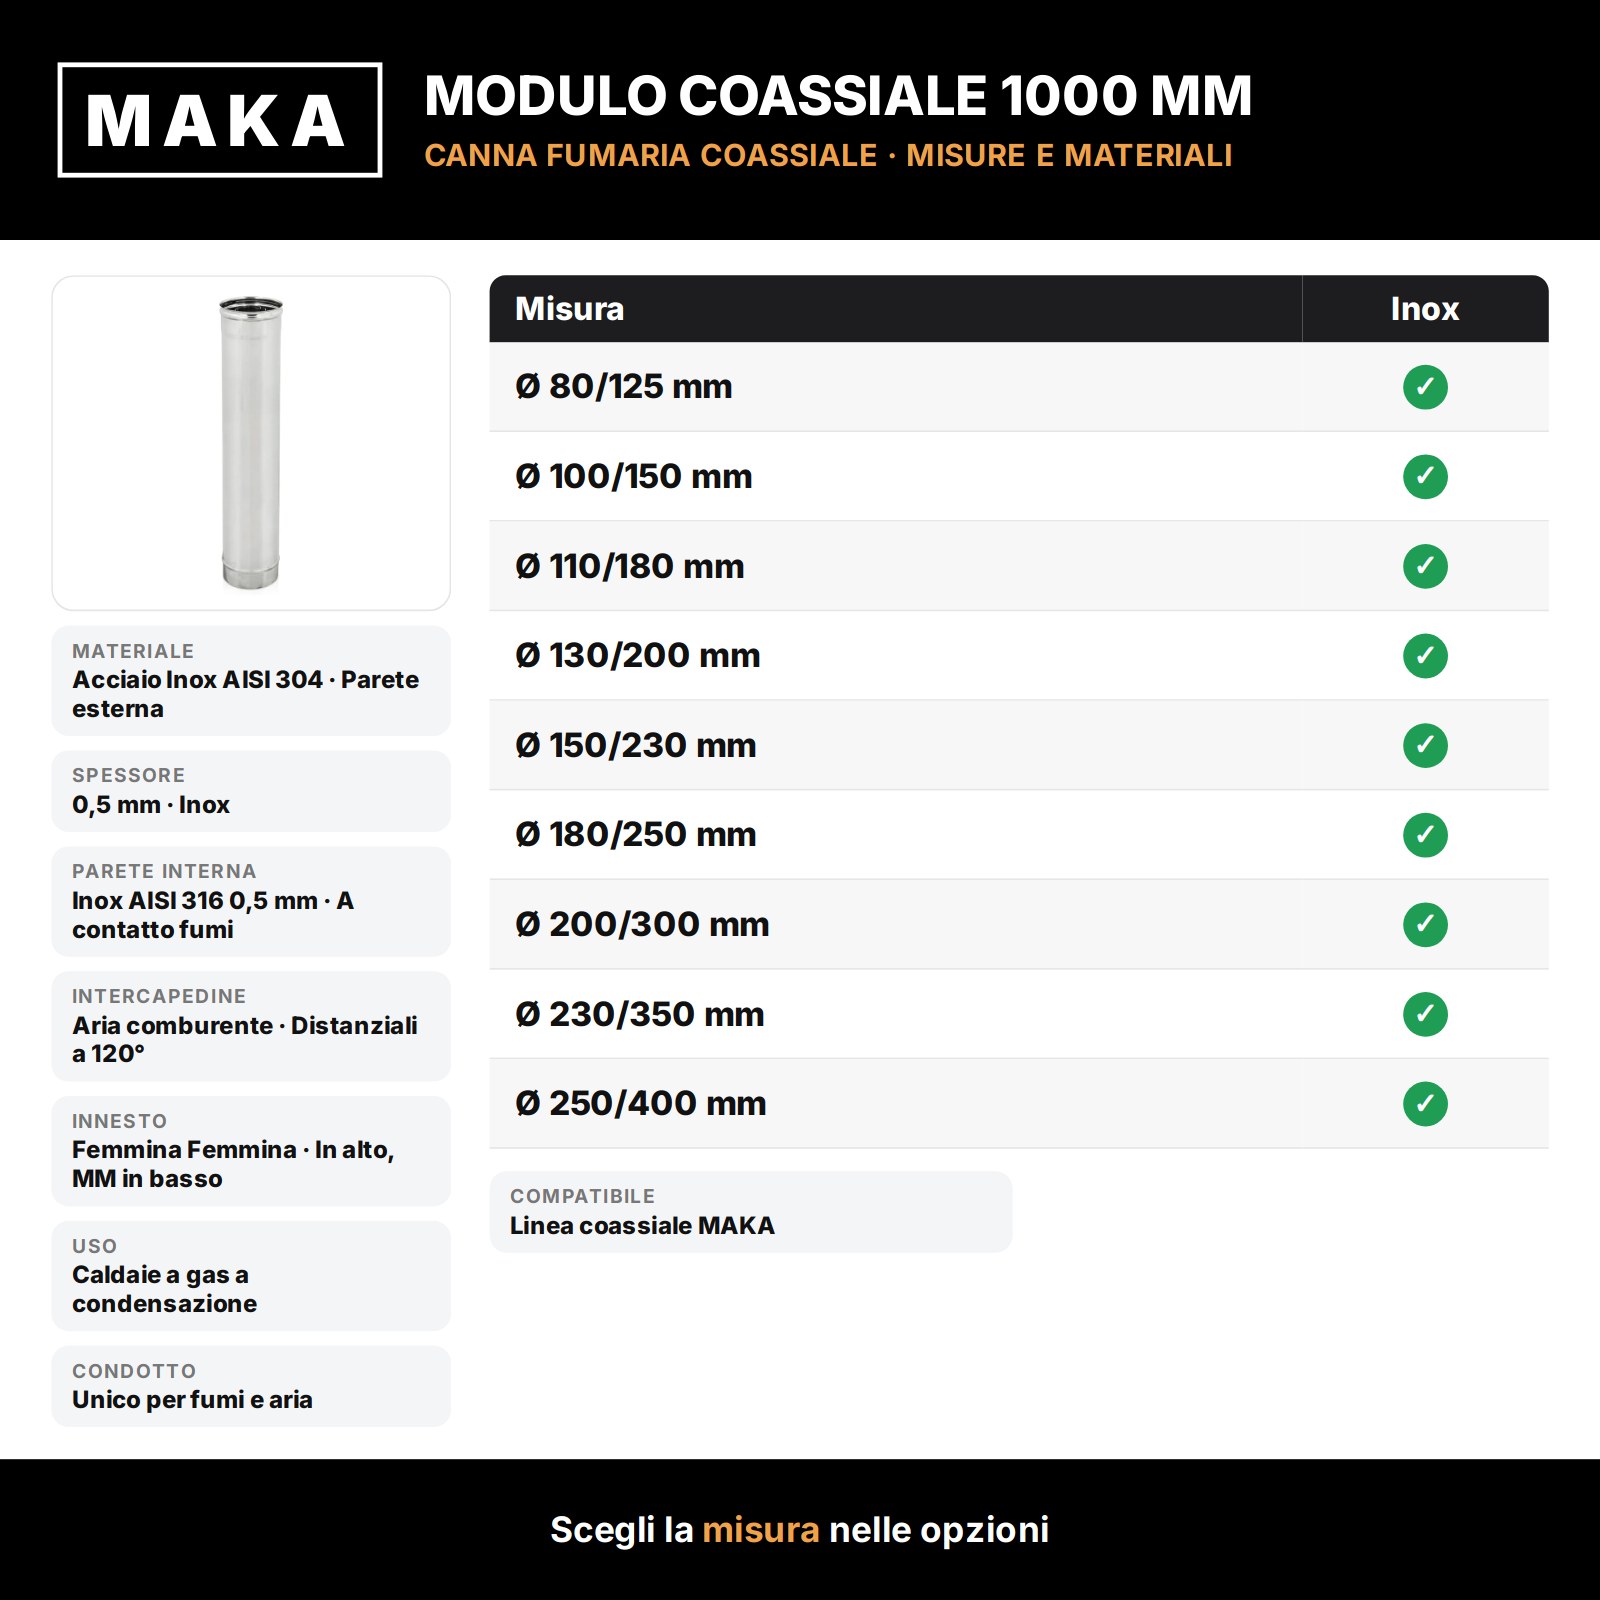 MAKA
MODULO COASSIALE 1000 MM
CANNA FUMARIA COASSIALE · MISURE E MATERIALI
MATERIALE
Acciaio Inox AISI 304 · Parete
esterna
SPESSORE
0,5 mm · Inox
PARETE INTERNA
Inox AISI 316 0,5 mm · A
contatto fumi
INTERCAPEDINE
Aria comburente · Distanziali
a 120°
INNESTO
Femmina Femmina · In alto,
MM in basso
USO
Caldaie a gas a
condensazione
CONDOTTO
Unico per fumi e aria
Misura Inox
Ø 80/125 mm ✓
Ø 100/150 mm ✓
Ø 110/180 mm ✓
Ø 130/200 mm ✓
Ø 150/230 mm ✓
Ø 180/250 mm ✓
Ø 200/300 mm ✓
Ø 230/350 mm ✓
Ø 250/400 mm ✓
COMPATIBILE
Linea coassiale MAKA
Scegli la misura nelle opzioni